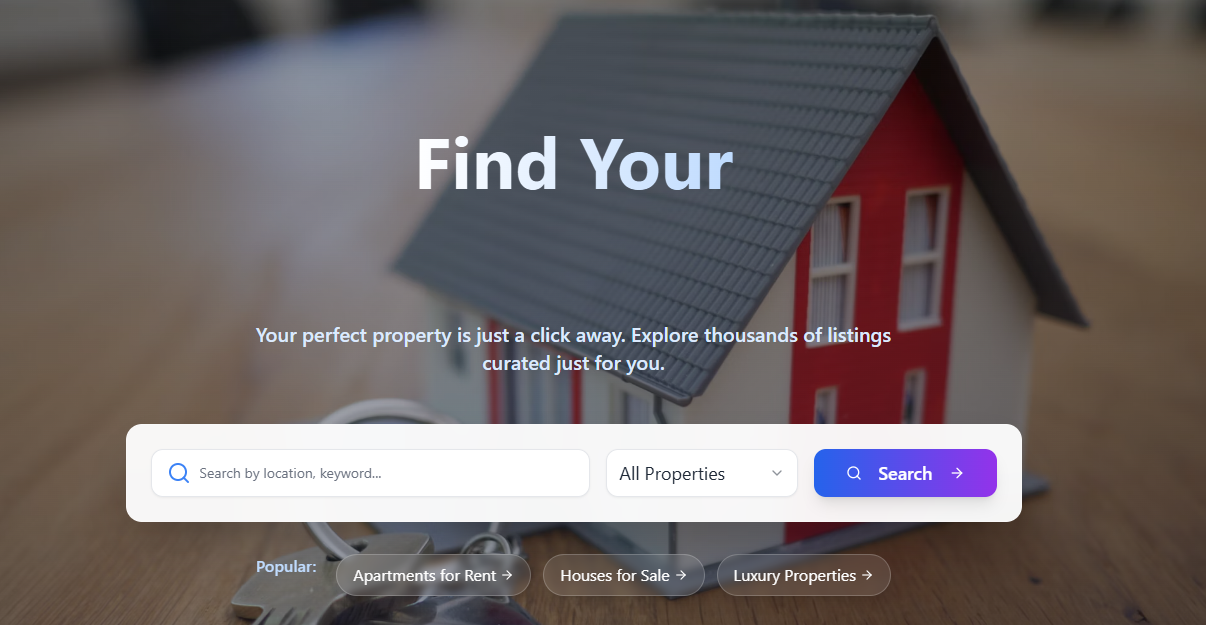 Find Your
Your perfect property is just a click away. Explore thousands of listings
curated just for you.
Search by location, keyword...
All Properties
Search
Popular:
Apartments for Rent
Houses for Sale
Luxury Properties